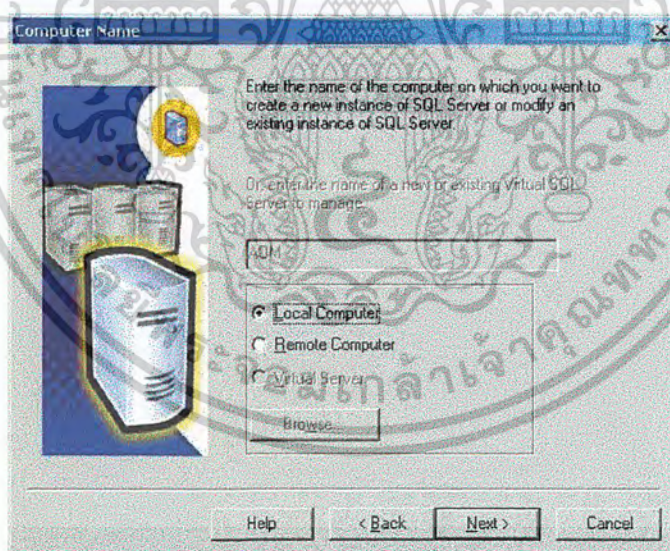 Computer Name
Enter the name of the computer on which you want to
create a new instance of SQL Server or modify an
existing instance of SQL Server.
Or, enter the name of a new or existing Virtual SQL
Server to manage.
Local Computer
Remote Computer
Virtual Server
Browse...
Help
< Back
Next >
Cancel